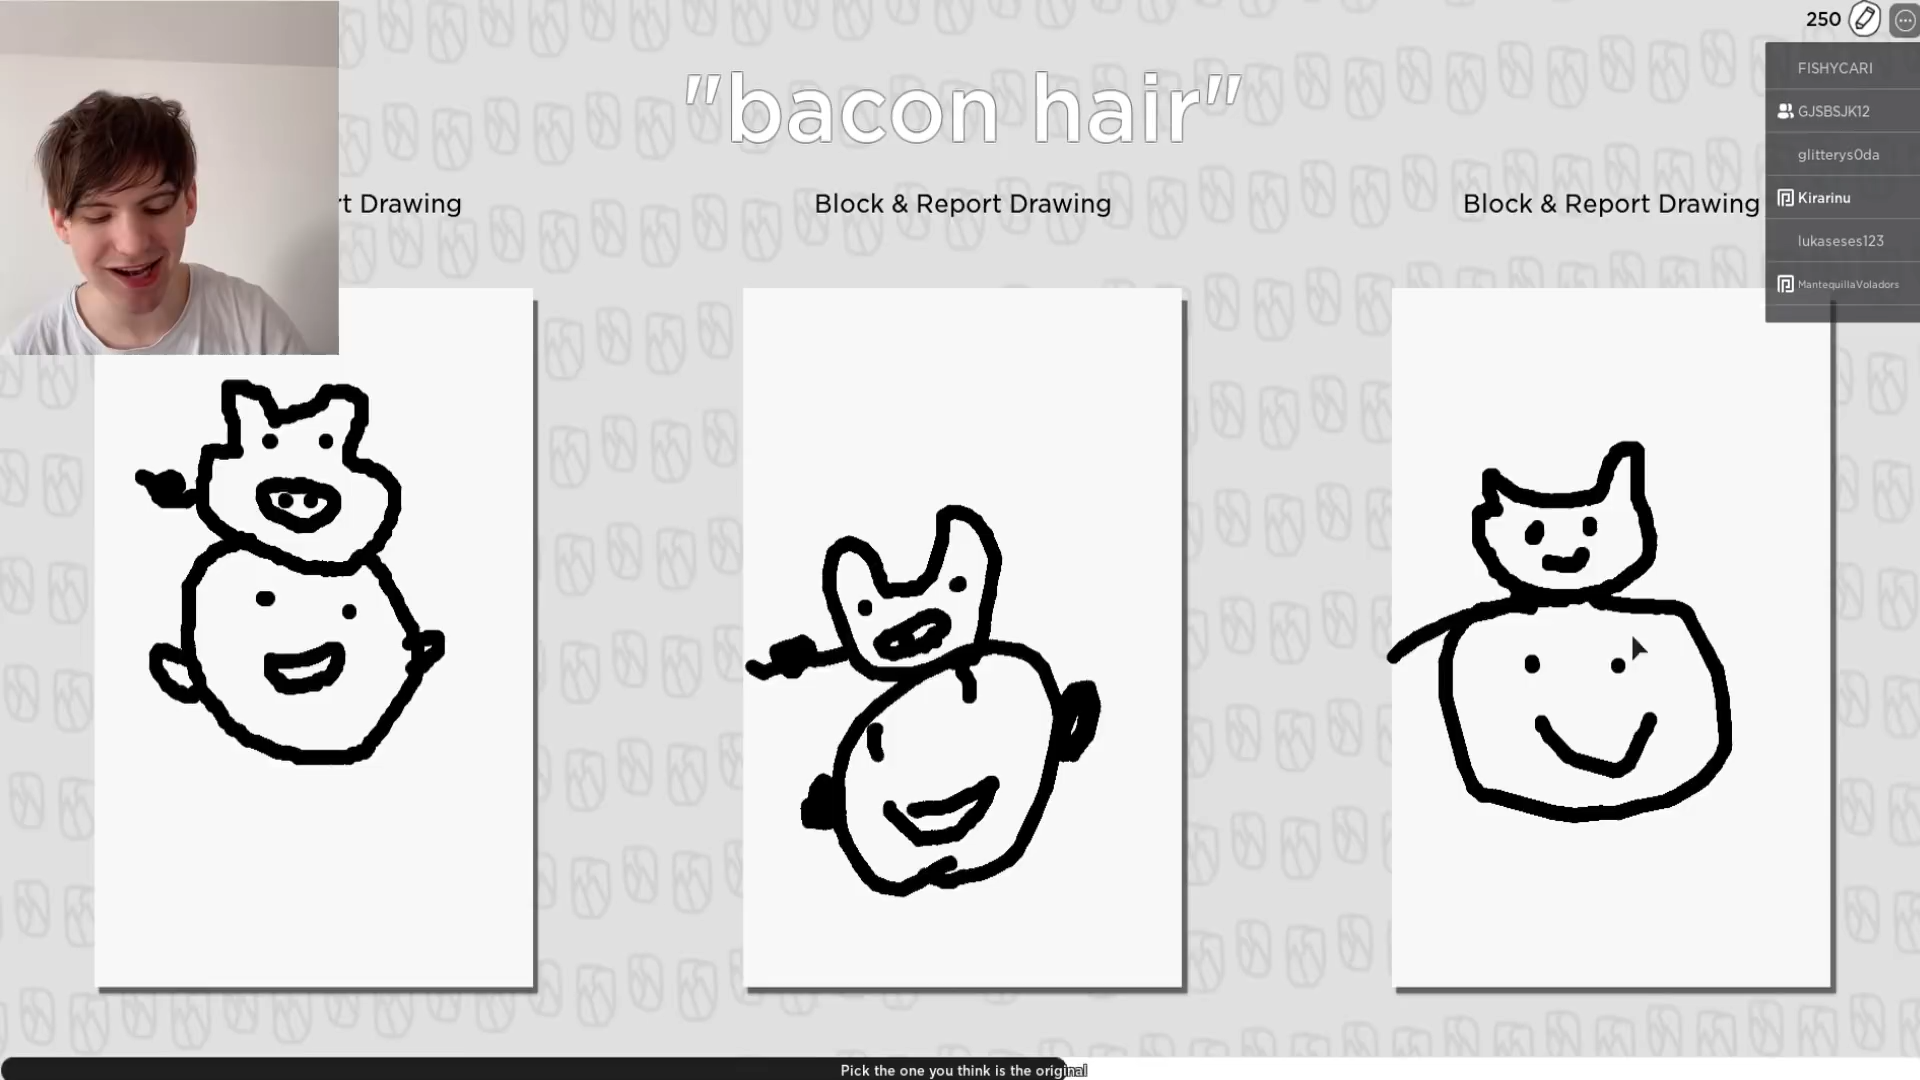 250
"bacon hair"
rt Drawing
Block & Report Drawing
Block & Report Drawing
FISHYCARI
GJSBSJK12
glitterys0da
Kirarinu
lukaseses123
MantequillaVoladors
Pick the one you think is the original